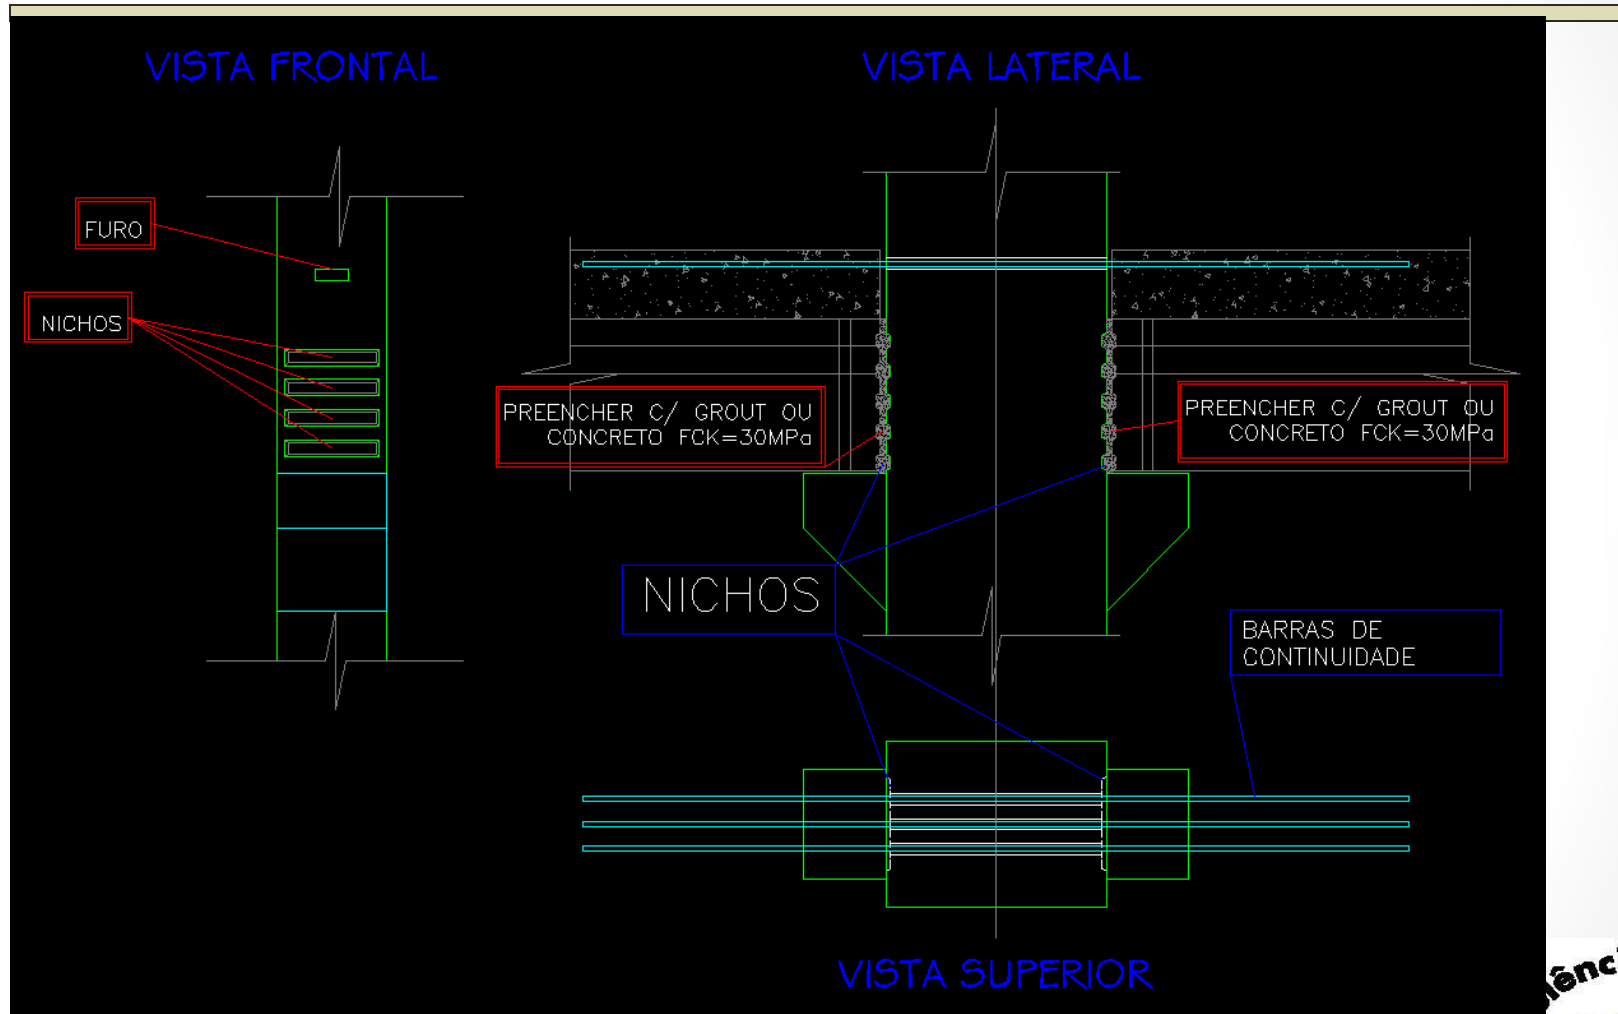 VISTA FRONTAL
VISTA LATERAL
FURO
NICHOS
PREENCHER C/ GROUT OU
CONCRETO FCK=30MPa
PREENCHER C/ GROUT OU
CONCRETO FCK=30MPa
NICHOS
BARRAS DE
CONTINUIDADE
VISTA SUPERIOR